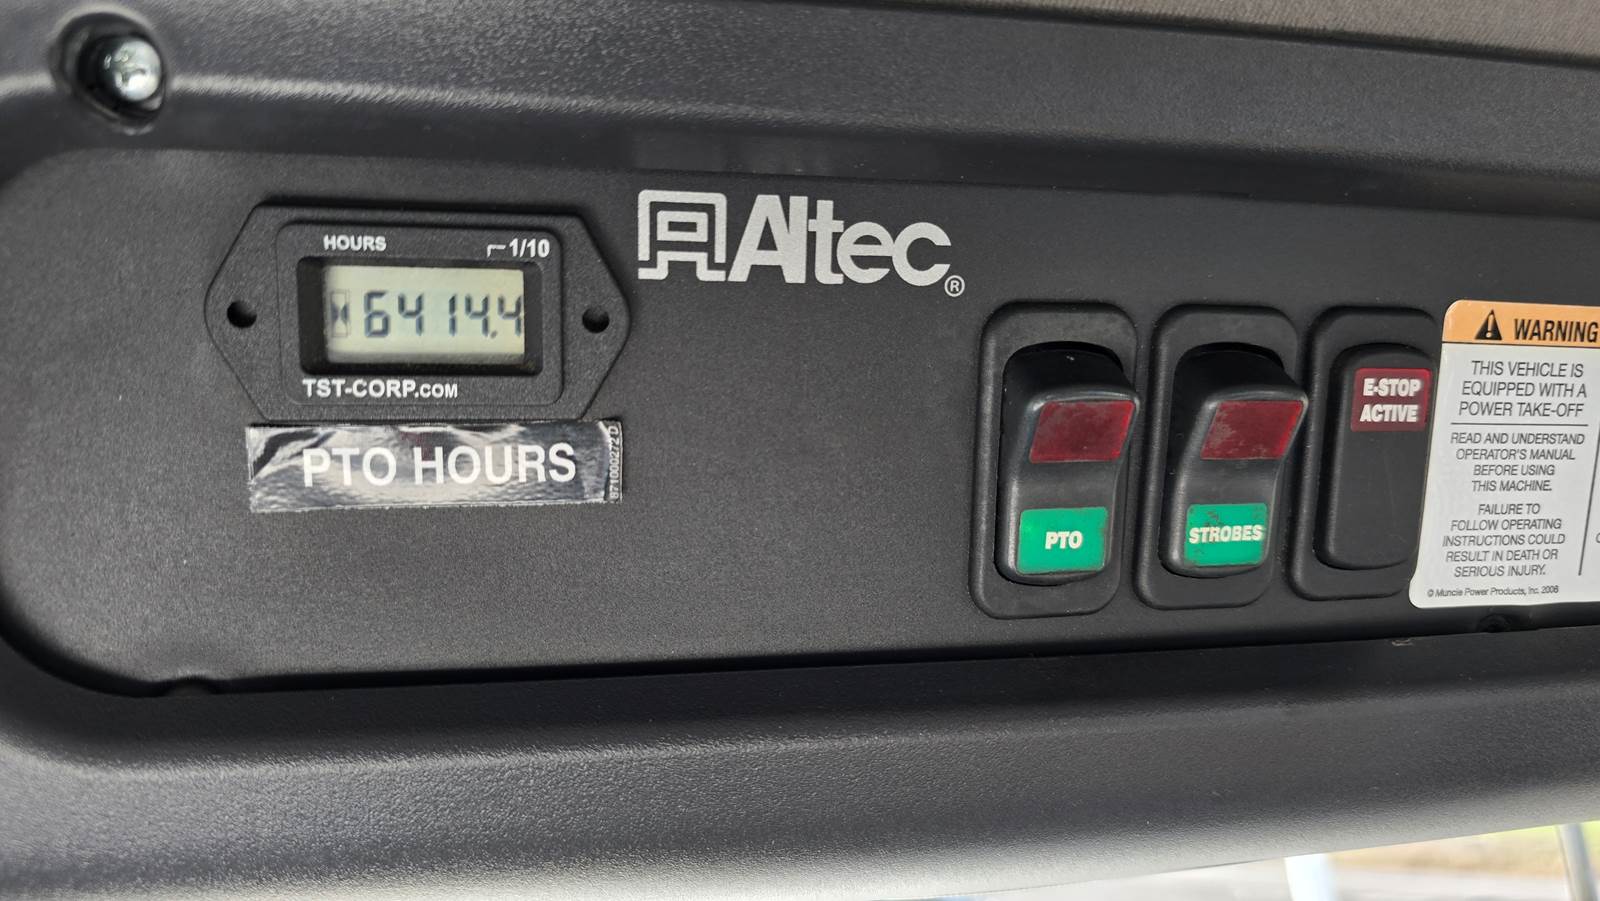 HOURS
1/10
6414.4
TST-CORP.COM
PTO HOURS
871000272 D
Altec®
PTO
STROBES
E-STOP
ACTIVE
WARNING
THIS VEHICLE IS
EQUIPPED WITH A
POWER TAKE-OFF
READ AND UNDERSTAND
OPERATOR'S MANUAL
BEFORE USING
THIS MACHINE.
FAILURE TO
FOLLOW OPERATING
INSTRUCTIONS COULD
RESULT IN DEATH OR
SERIOUS INJURY.
© Muncie Power Products, Inc. 2008